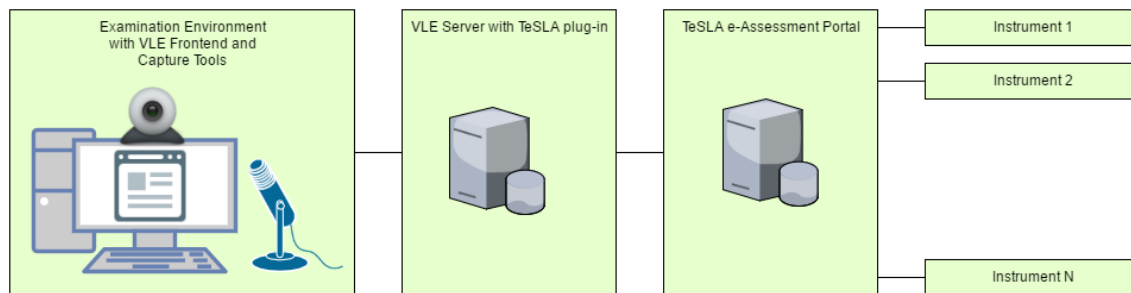 Examination Environment
with VLE Frontend and
Capture Tools
VLE Server with TeSLA plug-in
TeSLA e-Assessment Portal
Instrument 1
Instrument 2
Instrument N